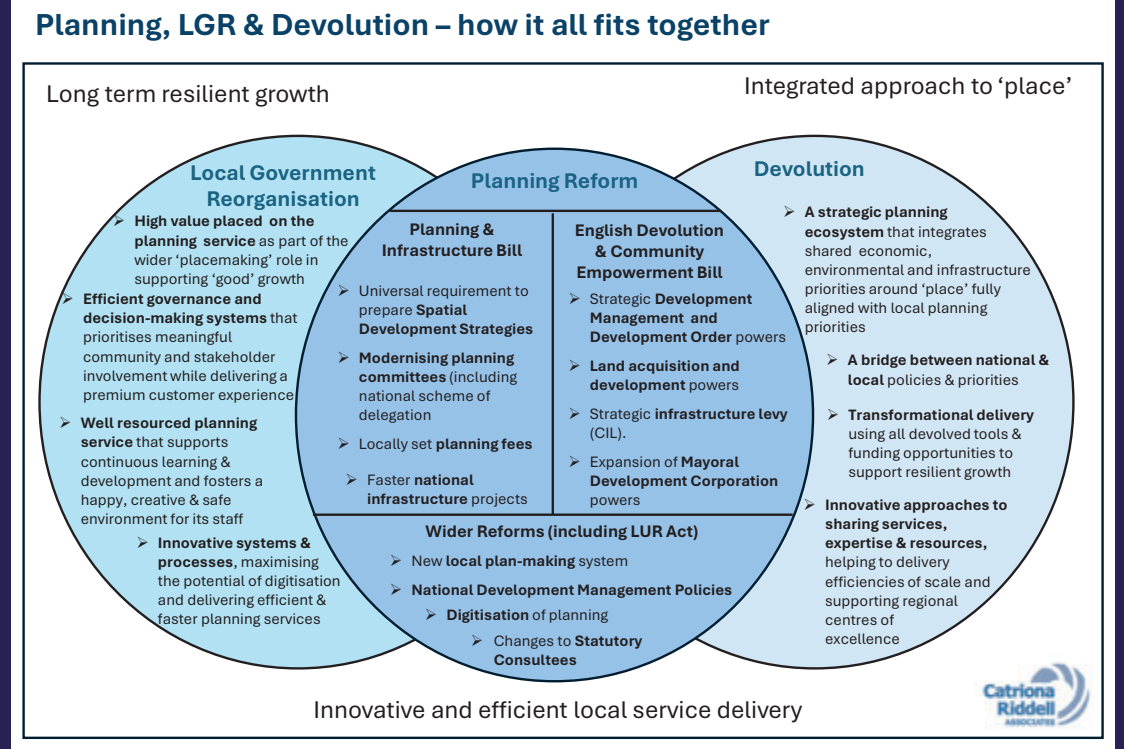 Planning, LGR & Devolution – how it all fits together
Long term resilient growth
Integrated approach to ‘place’
Local Government
Reorganisation
➢ High value placed on the
planning service as part of the
wider ‘placemaking’ role in
supporting ‘good’ growth
➢ Efficient governance and
decision-making systems that
prioritises meaningful
community and stakeholder
involvement while delivering a
premium customer experience
➢ Well resourced planning
service that supports
continuous learning &
development and fosters a
happy, creative & safe
environment for its staff
➢ Innovative systems &
processes, maximising
the potential of digitisation
and delivering efficient &
faster planning services
Planning Reform
Planning &
Infrastructure Bill
➢ Universal requirement to
prepare Spatial
Development Strategies
➢ Modernising planning
committees (including
national scheme of
delegation
➢ Locally set planning fees
➢ Faster national
infrastructure projects
English Devolution
& Community
Empowerment Bill
➢ Strategic Development
Management and
Development Order powers
➢ Land acquisition and
development powers
➢ Strategic infrastructure levy
(CIL).
➢ Expansion of Mayoral
Development Corporation
powers
Wider Reforms (including LUR Act)
➢ New local plan-making system
➢ National Development Management Policies
➢ Digitisation of planning
➢ Changes to Statutory
Consultees
Devolution
➢ A strategic planning
ecosystem that integrates
shared economic,
environmental and infrastructure
priorities around ‘place’ fully
aligned with local planning
priorities
➢ A bridge between national &
local policies & priorities
➢ Transformational delivery
using all devolved tools &
funding opportunities to
support resilient growth
➢ Innovative approaches to
sharing services,
expertise & resources,
helping to delivery
efficiencies of scale and
supporting regional
centres of
excellence
Innovative and efficient local service delivery
Catriona
Riddell
ASSOCIATES